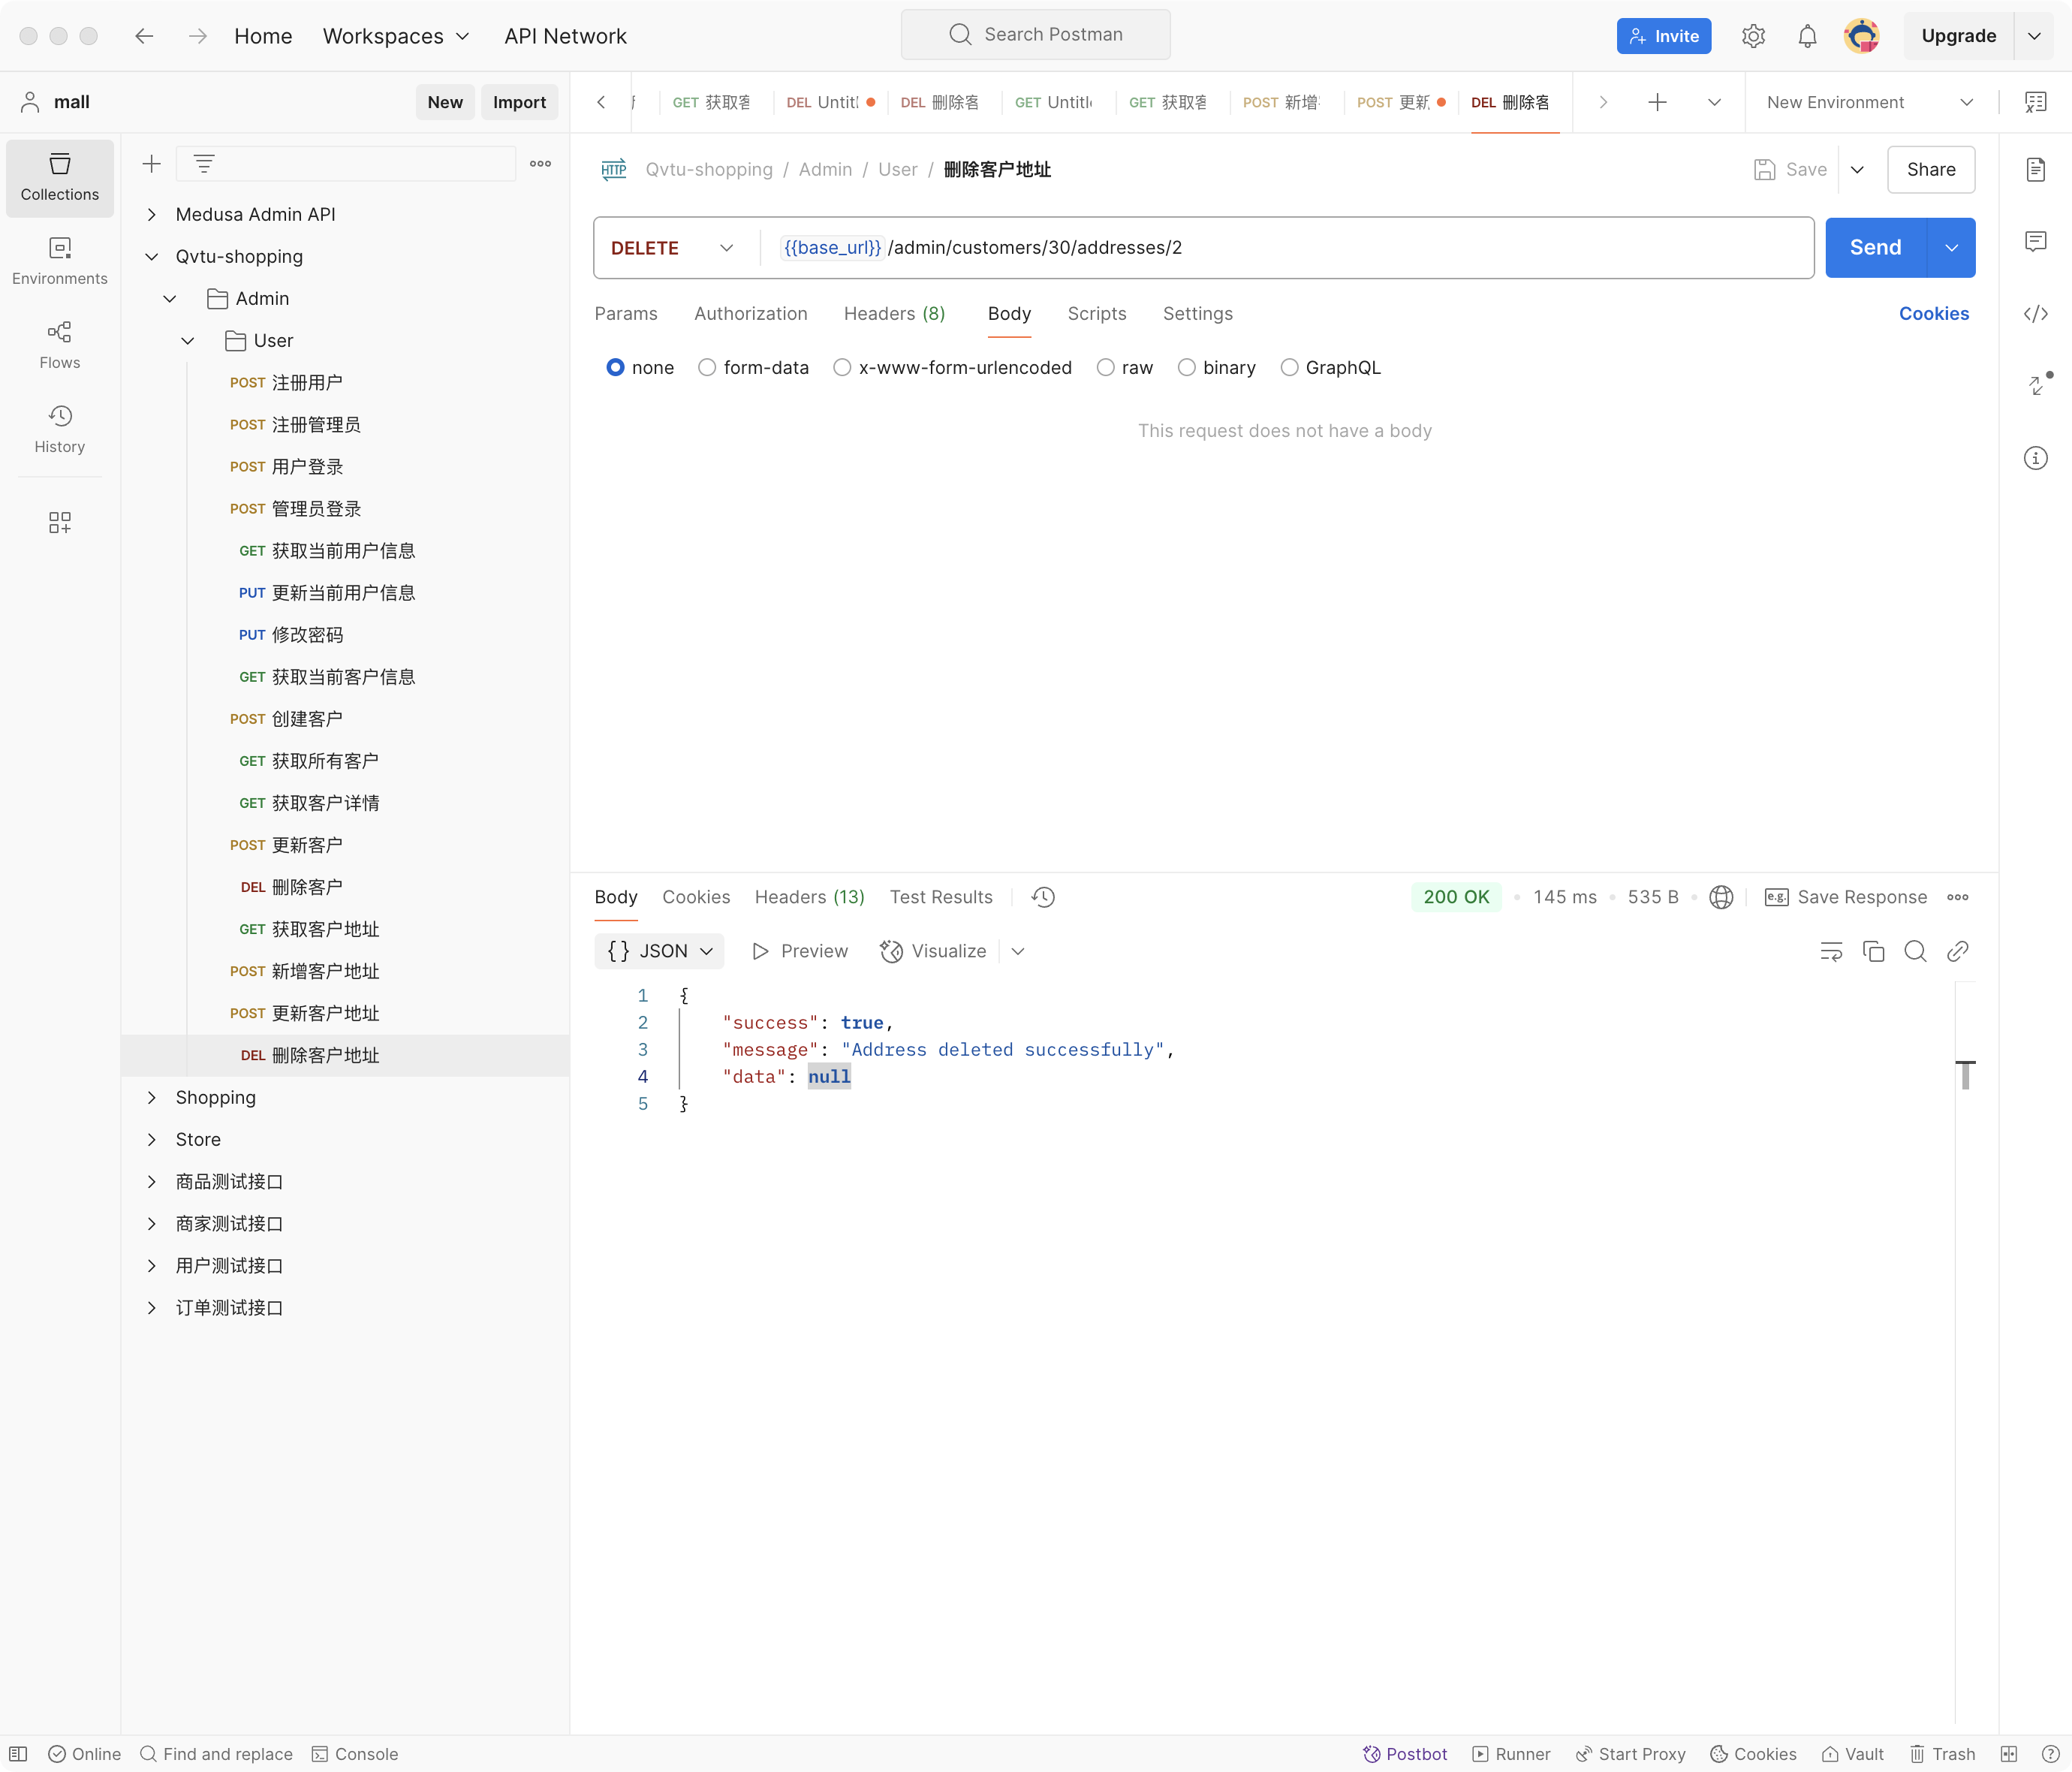 Home Workspaces API Network Search Postman Invite Upgrade
mall New Import
GET 获取客 DEL Untitl DEL 删除客 GET Untitl GET 获取客 POST 新增 POST 更新 DEL 删除客 New Environment
Collections
Environments
Flows
History
Medusa Admin API
Qvtu-shopping
Admin
User
POST 注册用户
POST 注册管理员
POST 用户登录
POST 管理员登录
GET 获取当前用户信息
PUT 更新当前用户信息
PUT 修改密码
GET 获取当前客户信息
POST 创建客户
GET 获取所有客户
GET 获取客户详情
POST 更新客户
DEL 删除客户
GET 获取客户地址
POST 新增客户地址
POST 更新客户地址
DEL 删除客户地址
Shopping
Store
商品测试接口
商家测试接口
用户测试接口
订单测试接口
HTTP Qvtu-shopping / Admin / User / 删除客户地址 Save Share
DELETE {{base_url}}/admin/customers/30/addresses/2 Send
Params Authorization Headers (8) Body Scripts Settings Cookies
none form-data x-www-form-urlencoded raw binary GraphQL
This request does not have a body
Body Cookies Headers (13) Test Results 200 OK • 145 ms • 535 B • e.g. Save Response
{} JSON Preview Visualize
1 {
2 "success": true,
3 "message": "Address deleted successfully",
4 "data": null
5 }
Online Find and replace Console Postbot Runner Start Proxy Cookies Vault Trash